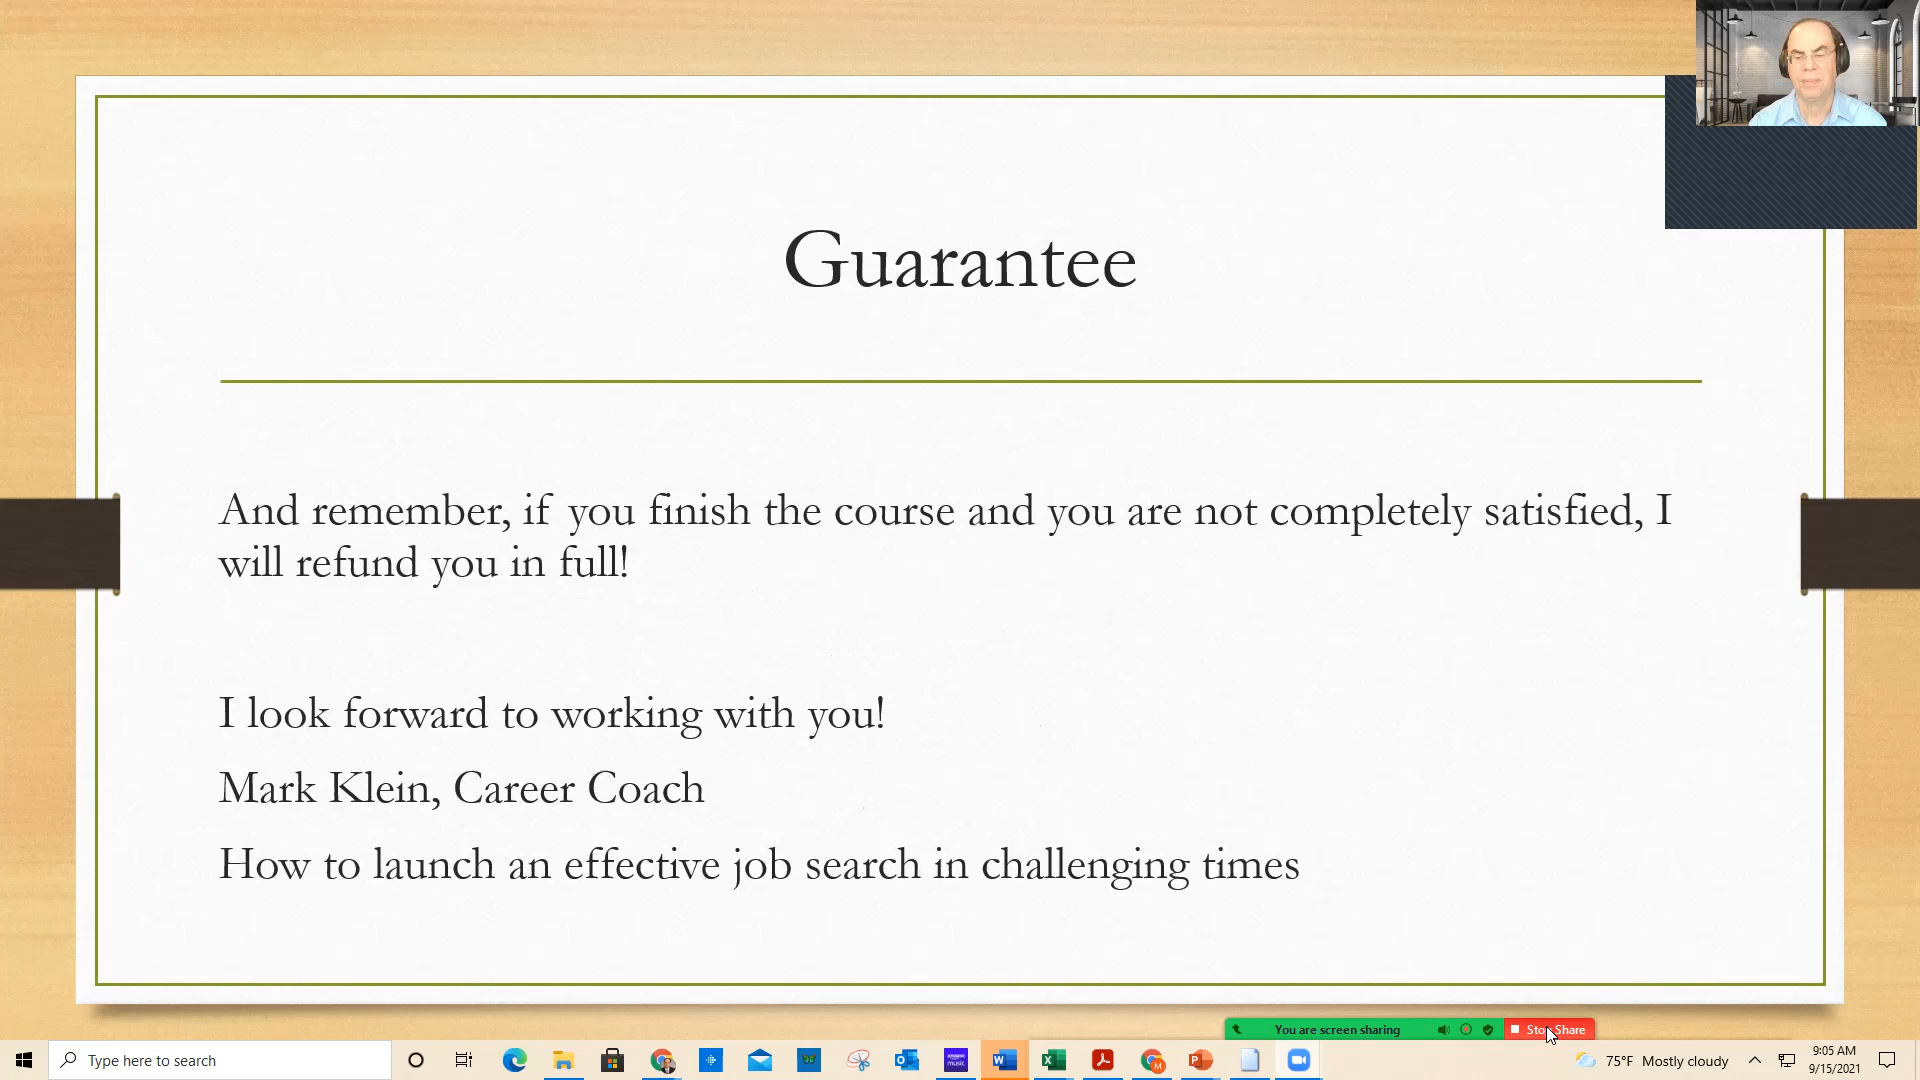 Guarantee
And remember, if you finish the course and you are not completely satisfied, I
will refund you in full!
I look forward to working with you!
Mark Klein, Career Coach
How to launch an effective job search in challenging times
You are screen sharing
Stop Share
Type here to search
amazon music
75°F Mostly cloudy
9:05 AM
9/15/2021